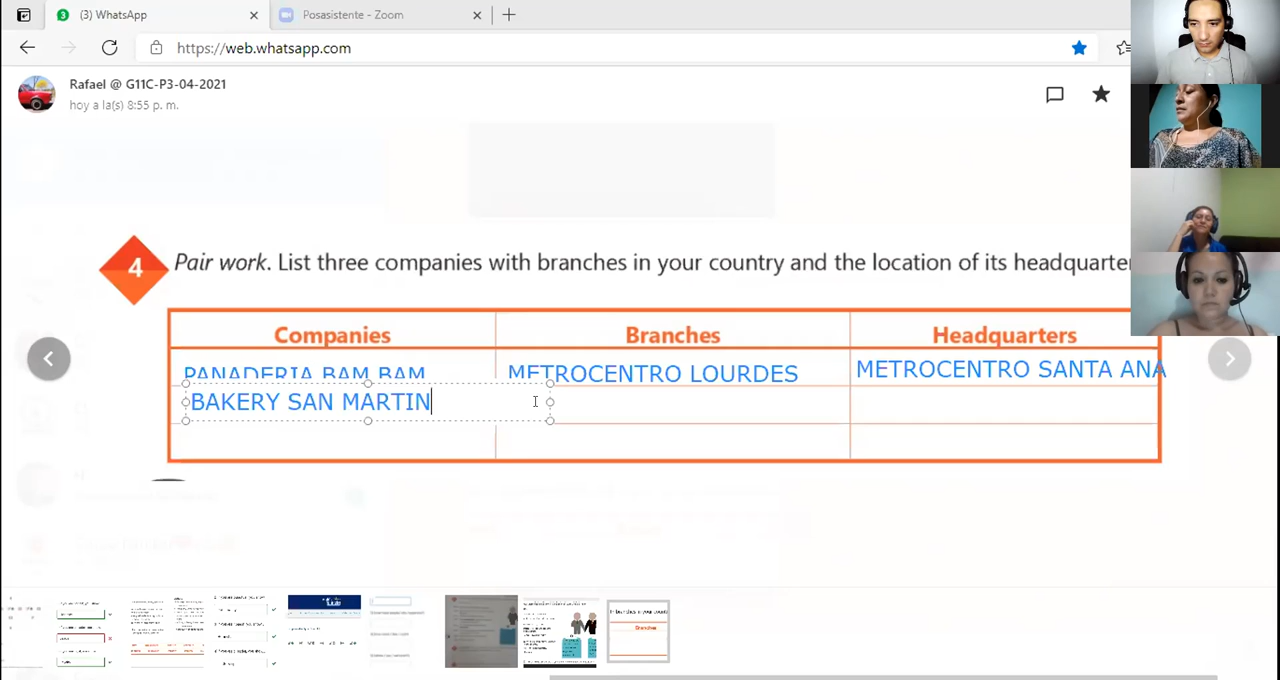 (3) WhatsApp
Posasistente - Zoom
https://web.whatsapp.com
Rafael @ G11C-P3-04-2021
hoy a la(s) 8:55 p. m.
4 Pair work. List three companies with branches in your country and the location of its headquarter
Companies Branches Headquarters
PANADERIA BAM BAM METROCENTRO LOURDES METROCENTRO SANTA ANA
BAKERY SAN MARTIN
Branches